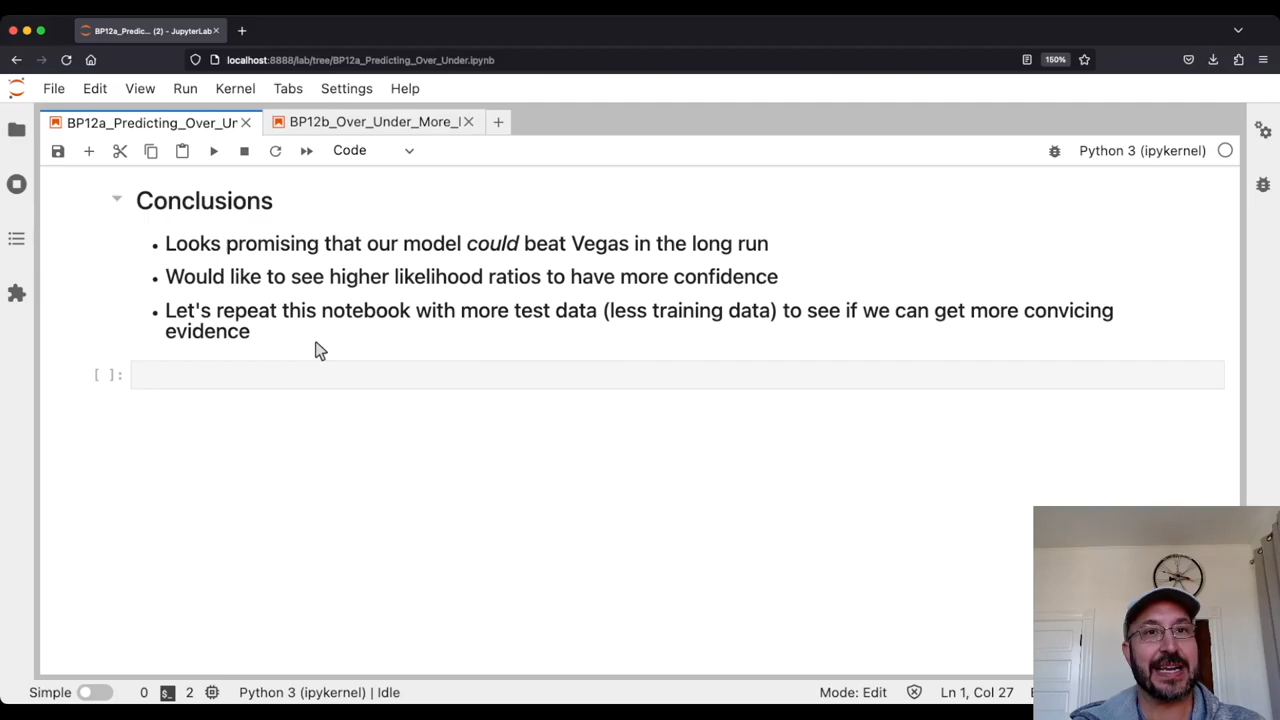 BP12a_Predic... (2) - JupyterLab
localhost:8888/lab/tree/BP12a_Predicting_Over_Under.ipynb
150%
File Edit View Run Kernel Tabs Settings Help
BP12a_Predicting_Over_Ur
BP12b_Over_Under_More_I
Code
Python 3 (ipykernel)
Conclusions
• Looks promising that our model could beat Vegas in the long run
• Would like to see higher likelihood ratios to have more confidence
• Let's repeat this notebook with more test data (less training data) to see if we can get more convicing
evidence
[ ]:
Simple 0 $_ 2 Python 3 (ipykernel) | Idle Mode: Edit Ln 1, Col 27